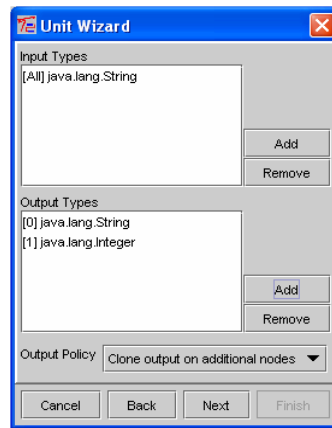 Unit Wizard
Input Types
[All] java.lang.String
Add
Remove
Output Types
[0] java.lang.String
[1] java.lang.Integer
Add
Remove
Output Policy Clone output on additional nodes
Cancel Back Next Finish